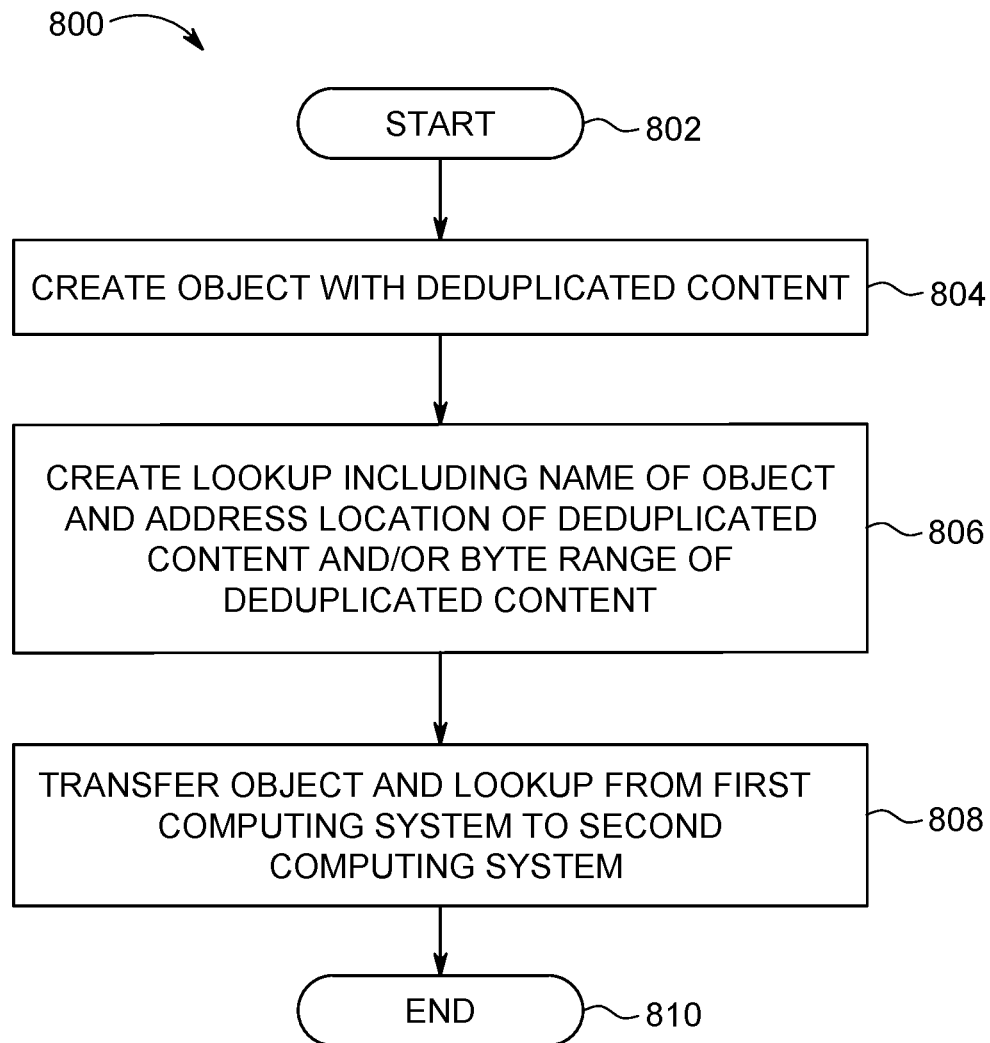 800
START
802
CREATE OBJECT WITH DEDUPLICATED CONTENT
804
CREATE LOOKUP INCLUDING NAME OF OBJECT
AND ADDRESS LOCATION OF DEDUPLICATED
CONTENT AND/OR BYTE RANGE OF
DEDUPLICATED CONTENT
806
TRANSFER OBJECT AND LOOKUP FROM FIRST
COMPUTING SYSTEM TO SECOND
COMPUTING SYSTEM
808
END
810